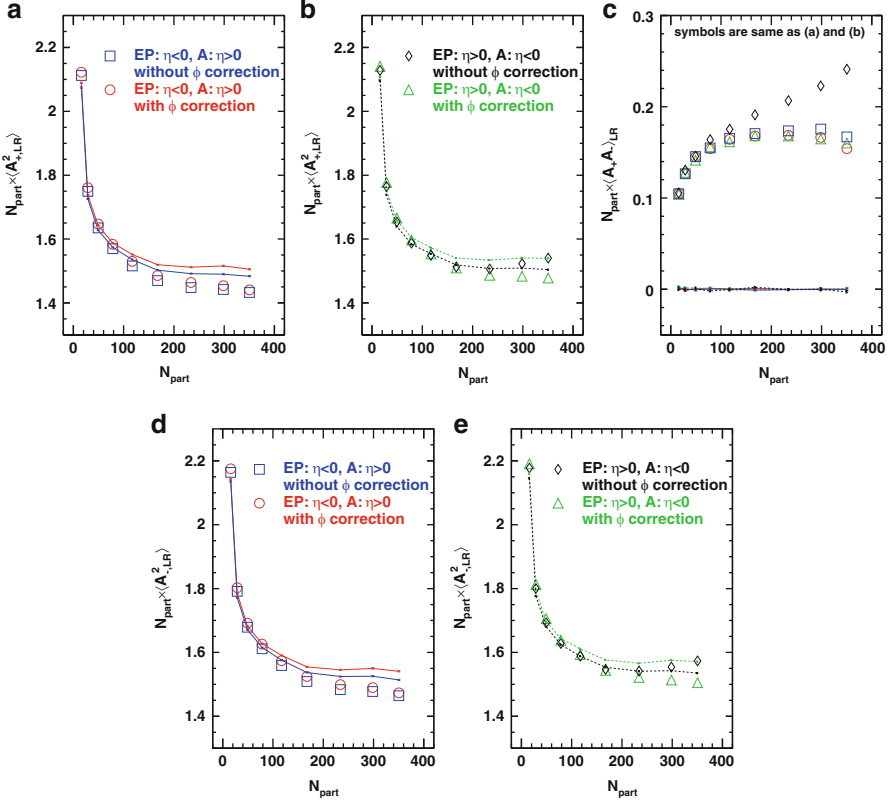 a
N_part×⟨A²_+,LR⟩
2.2
2
1.8
1.6
1.4
EP: η<0, A: η>0
without ϕ correction
EP: η<0, A: η>0
with ϕ correction
0 100 200 300 400
N_part
b
N_part×⟨A²_+,LR⟩
2.2
2
1.8
1.6
1.4
EP: η>0, A: η<0
without ϕ correction
EP: η>0, A: η<0
with ϕ correction
0 100 200 300 400
N_part
c
N_part × ⟨A_+A_-⟩_LR
0.3
0.2
0.1
0
symbols are same as (a) and (b)
0 100 200 300 400
N_part
d
N_part×⟨A²_-,LR⟩
2.2
2
1.8
1.6
1.4
EP: η<0, A: η>0
without ϕ correction
EP: η<0, A: η>0
with ϕ correction
0 100 200 300 400
N_part
e
N_part×⟨A²_-,LR⟩
2.2
2
1.8
1.6
1.4
EP: η>0, A: η<0
without ϕ correction
EP: η>0, A: η<0
with ϕ correction
0 100 200 300 400
N_part